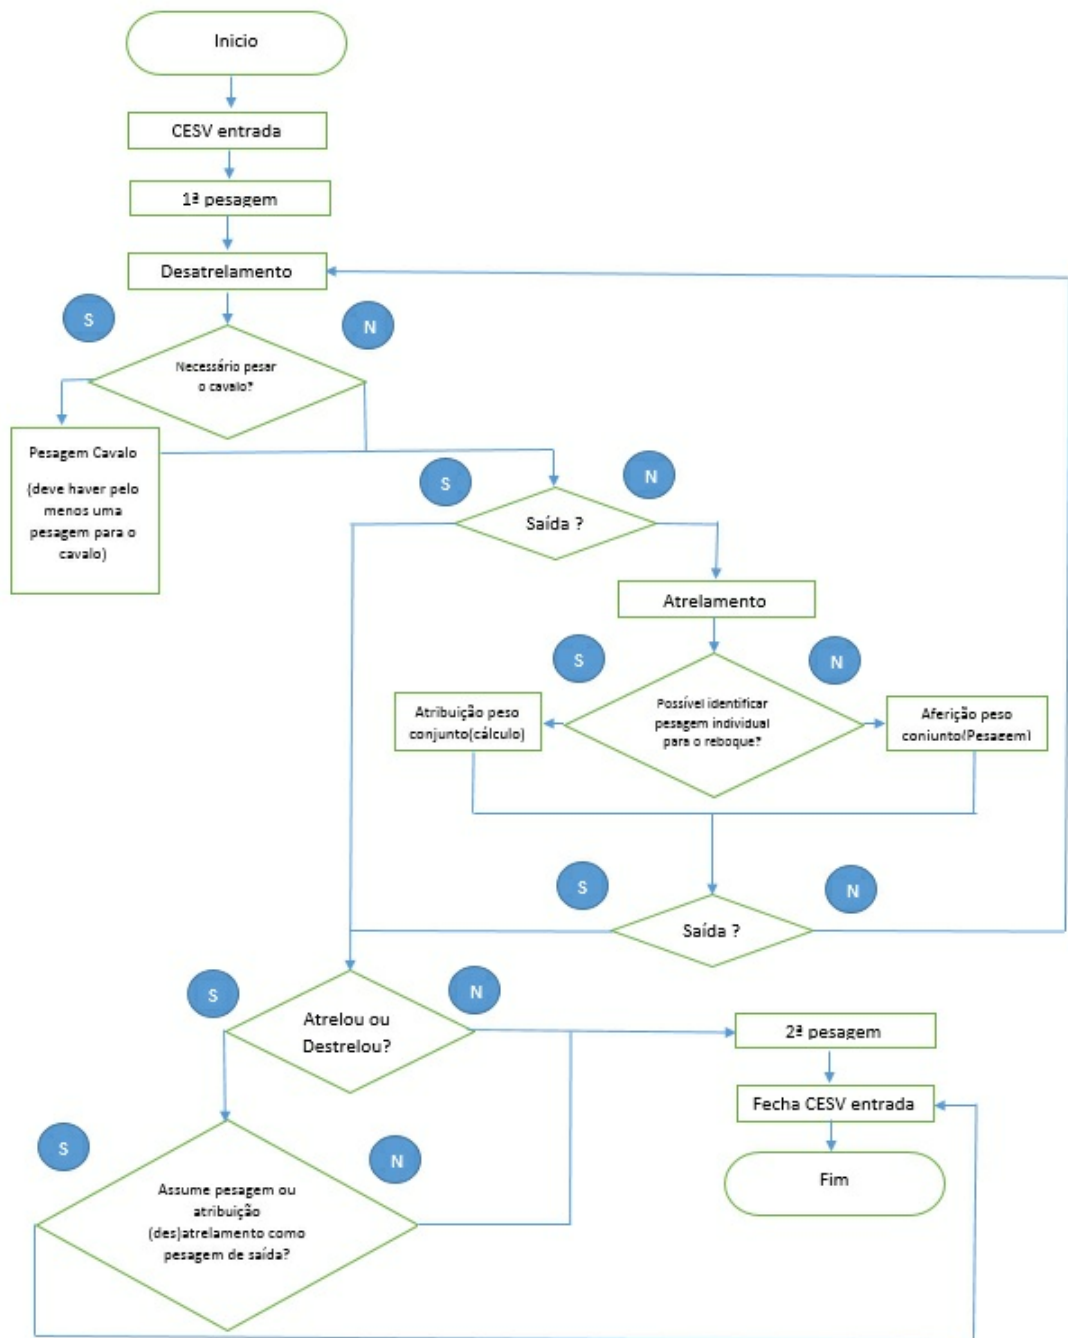 Inicio
CESV entrada
1ª pesagem
Desatrelamento
S
N
Necessário pesar
o cavalo?
Pesagem Cavalo
(deve haver pelo
menos uma
pesagem para o
cavalo)
S
N
Saída ?
Atrelamento
S
N
Possível identificar
pesagem individual
para o reboque?
Atribuição peso
conjunto(cálculo)
Aferição peso
conjunto(Pesagem)
S
N
Saída ?
S
N
Atrelou ou
Destrelou?
2ª pesagem
Fecha CESV entrada
Fim
S
N
Assume pesagem ou
atribuição
(des)atrelamento como
pesagem de saída?